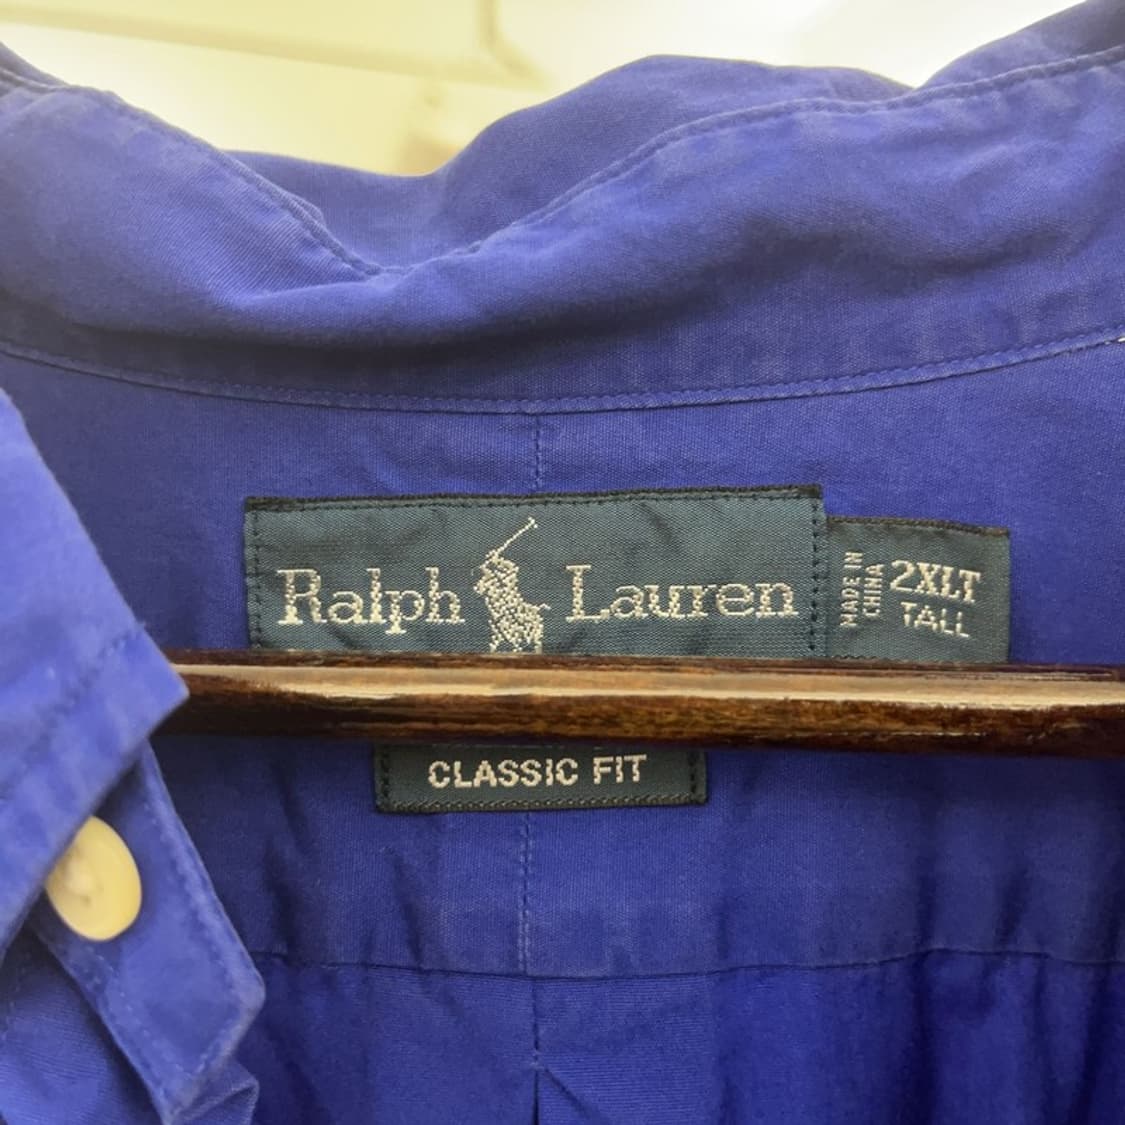 Ralph Lauren
MADE IN
CHINA
2XLT
TALL
CLASSIC FIT